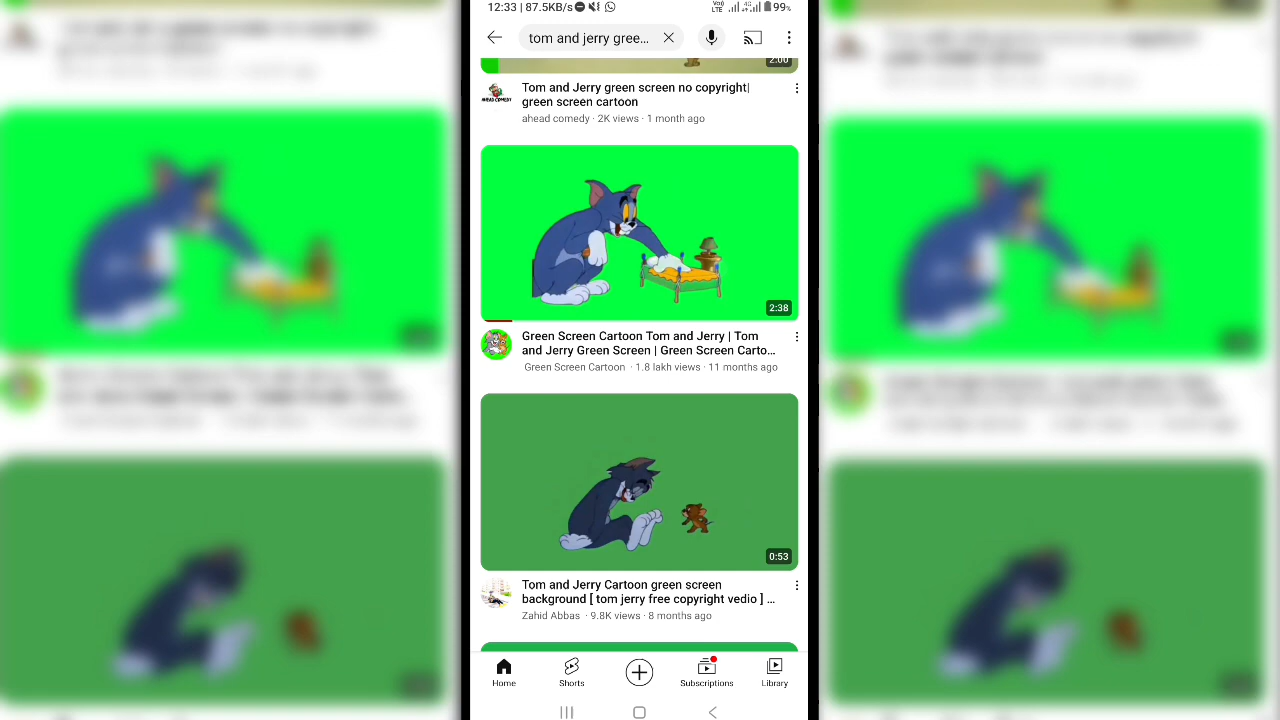 12:33 | 87.5KB/s
99%
tom and jerry gree...
2:00
Tom and Jerry green screen no copyright|
green screen cartoon
ahead comedy · 2K views · 1 month ago
2:38
Green Screen Cartoon Tom and Jerry | Tom
and Jerry Green Screen | Green Screen Carto...
Green Screen Cartoon · 1.8 lakh views · 11 months ago
0:53
Tom and Jerry Cartoon green screen
background [ tom jerry free copyright vedio ] ...
Zahid Abbas · 9.8K views · 8 months ago
Home
Shorts
Subscriptions
Library